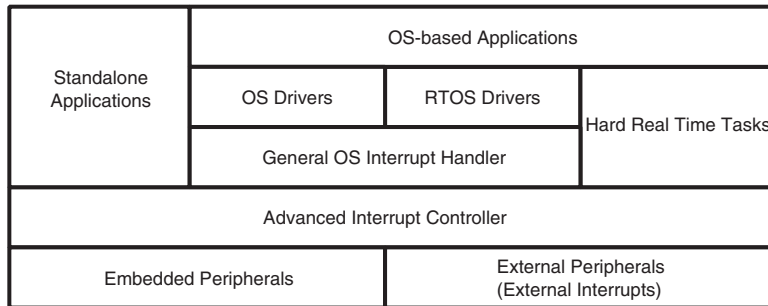 OS-based Applications
Standalone
Applications
OS Drivers
RTOS Drivers
Hard Real Time Tasks
General OS Interrupt Handler
Advanced Interrupt Controller
Embedded Peripherals
External Peripherals
(External Interrupts)